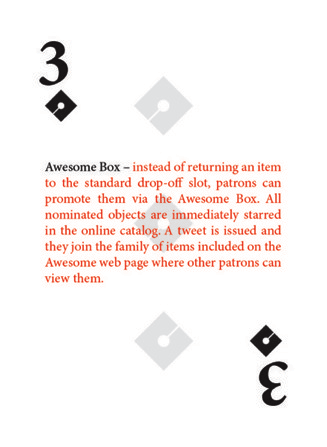 3
Awesome Box – instead of returning an item
to the standard drop-off slot, patrons can
promote them via the Awesome Box. All
nominated objects are immediately starred
in the online catalog. A tweet is issued and
they join the family of items included on the
Awesome web page where other patrons can
view them.
3